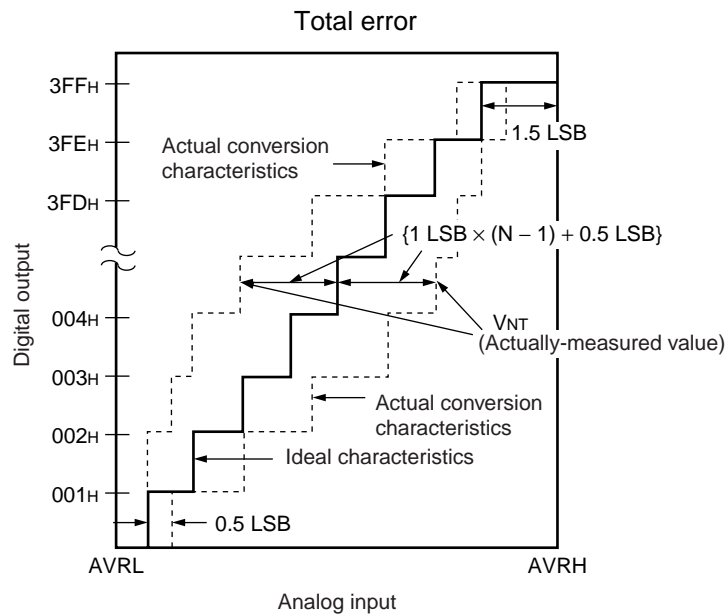 Total error
3FFH
3FEH
3FDH
004H
003H
002H
001H
Digital output
Actual conversion
characteristics
1.5 LSB
{1 LSB × (N − 1) + 0.5 LSB}
VNT
(Actually-measured value)
Actual conversion
characteristics
Ideal characteristics
0.5 LSB
AVRL
AVRH
Analog input